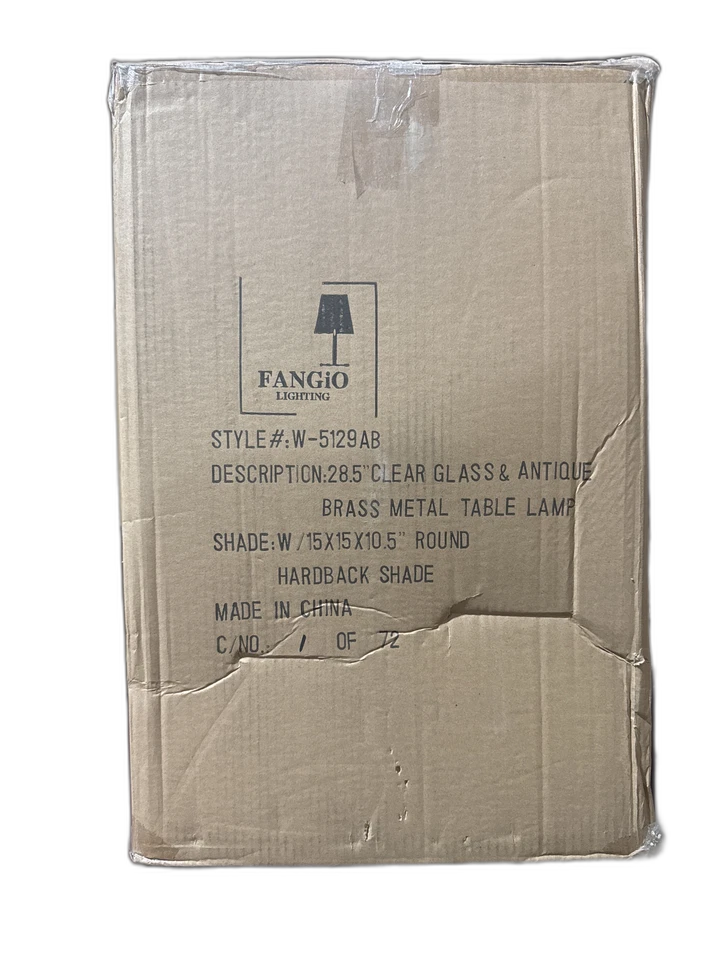 FANGiO
LIGHTING
STYLE#:W-5129AB
DESCRIPTION:28.5"CLEAR GLASS & ANTIQUE
BRASS METAL TABLE LAMP
SHADE:W/15X15X10.5" ROUND
HARDBACK SHADE
MADE IN CHINA
C/NO.: 1 OF 72